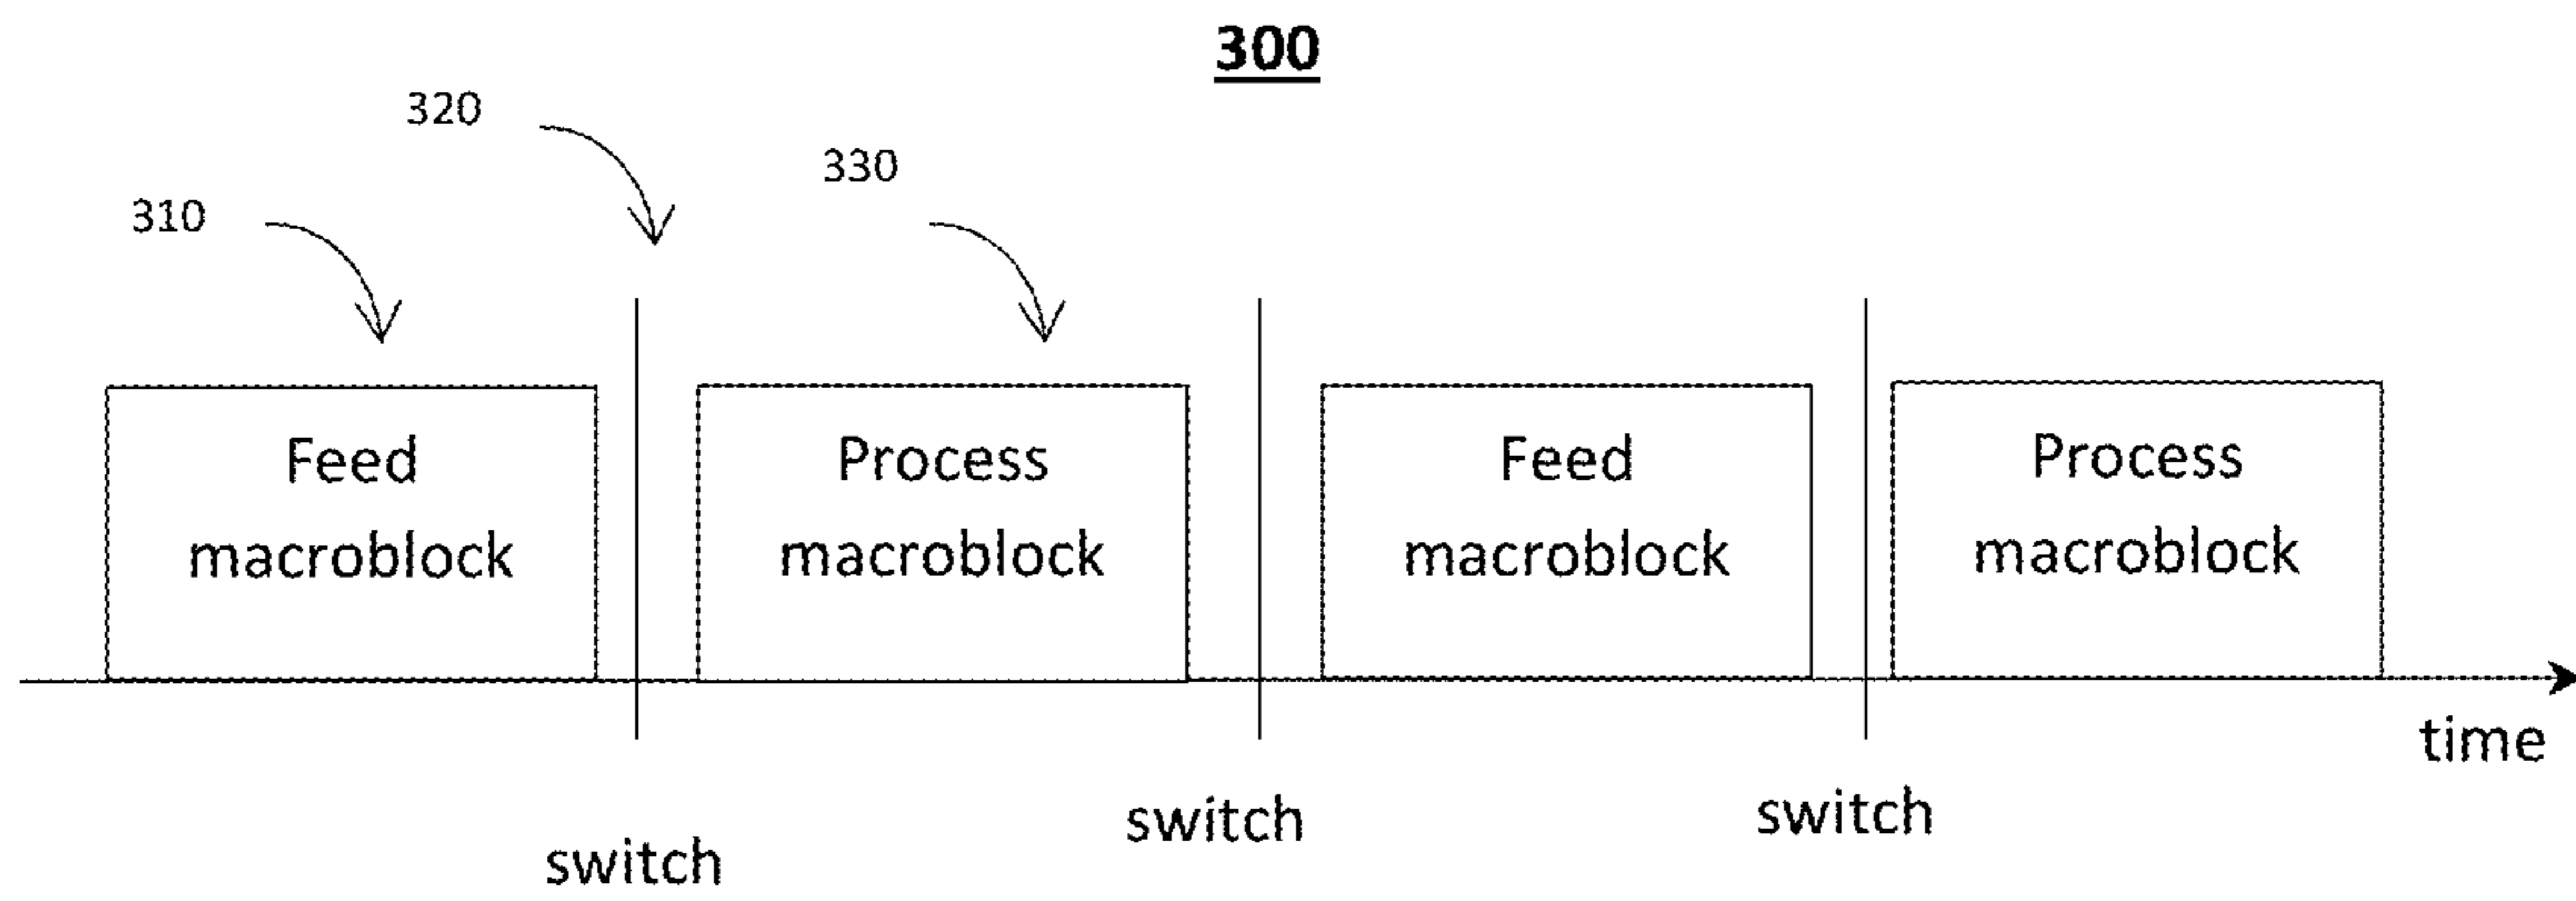 300
320
330
310
Feed
macroblock
Process
macroblock
Feed
macroblock
Process
macroblock
time
switch
switch
switch